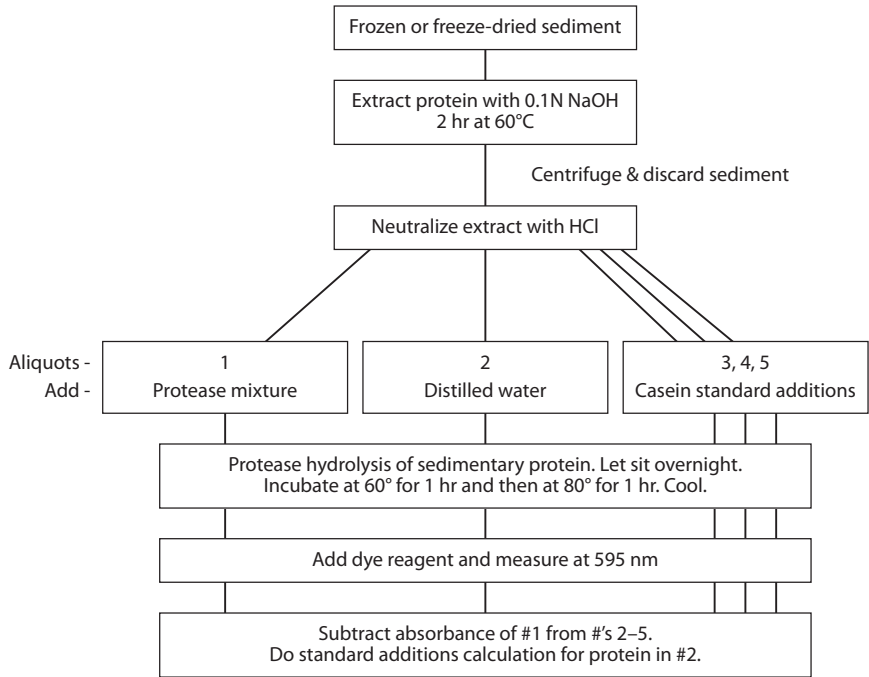 Frozen or freeze-dried sediment
Extract protein with 0.1N NaOH
2 hr at 60°C
Centrifuge & discard sediment
Neutralize extract with HCl
Aliquots - 1 2 3, 4, 5
Add - Protease mixture Distilled water Casein standard additions
Protease hydrolysis of sedimentary protein. Let sit overnight.
Incubate at 60° for 1 hr and then at 80° for 1 hr. Cool.
Add dye reagent and measure at 595 nm
Subtract absorbance of #1 from #'s 2–5.
Do standard additions calculation for protein in #2.